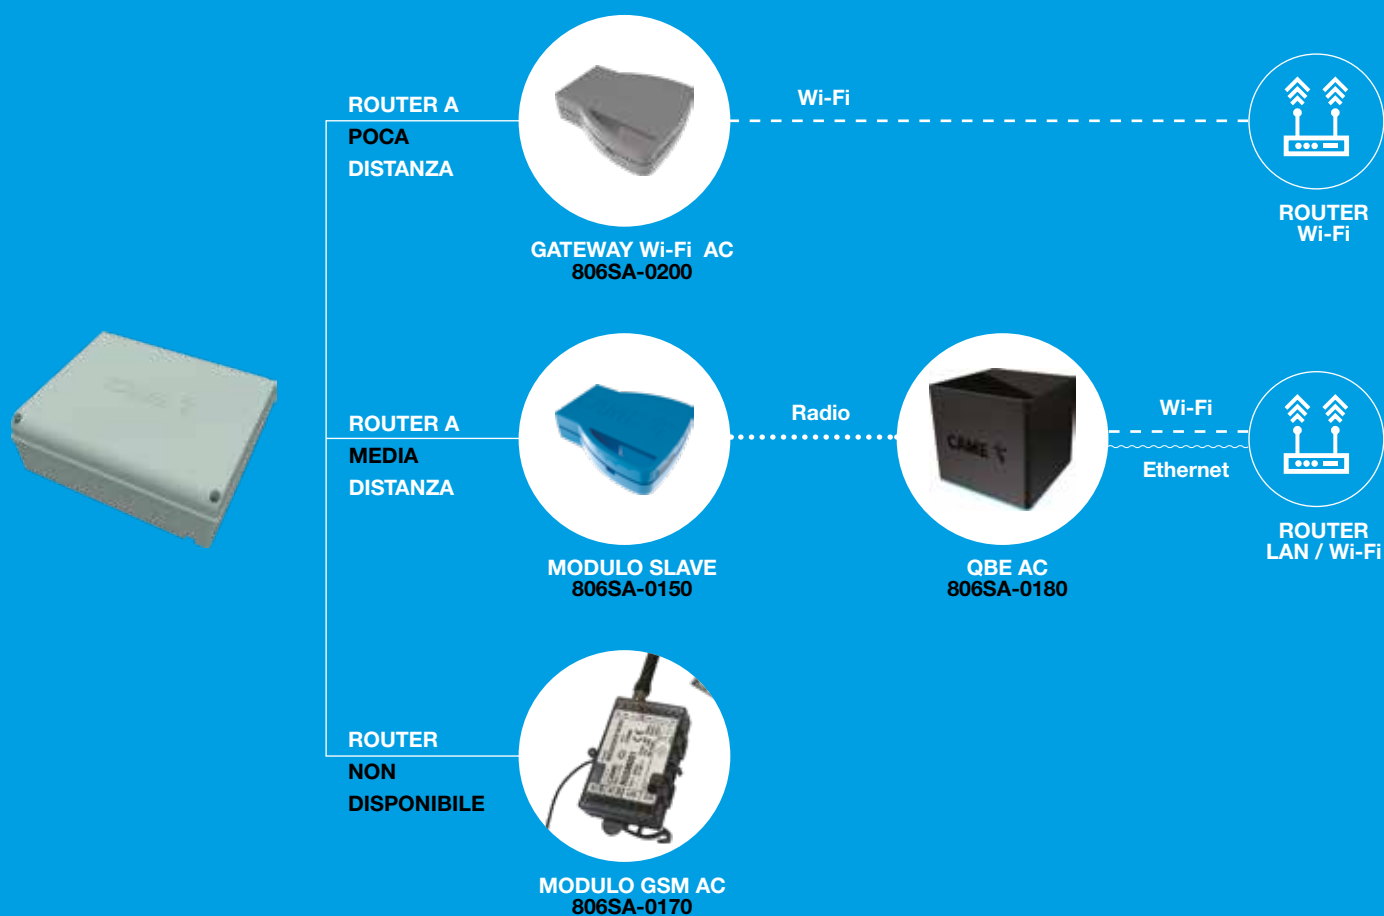 ROUTER A
POCA
DISTANZA
Wi-Fi
GATEWAY Wi-Fi AC
806SA-0200
ROUTER
Wi-Fi
ROUTER A
MEDIA
DISTANZA
Radio
CAME
Wi-Fi
Ethernet
MODULO SLAVE
806SA-0150
QBE AC
806SA-0180
ROUTER
LAN / Wi-Fi
ROUTER
NON
DISPONIBILE
MODULO GSM AC
806SA-0170